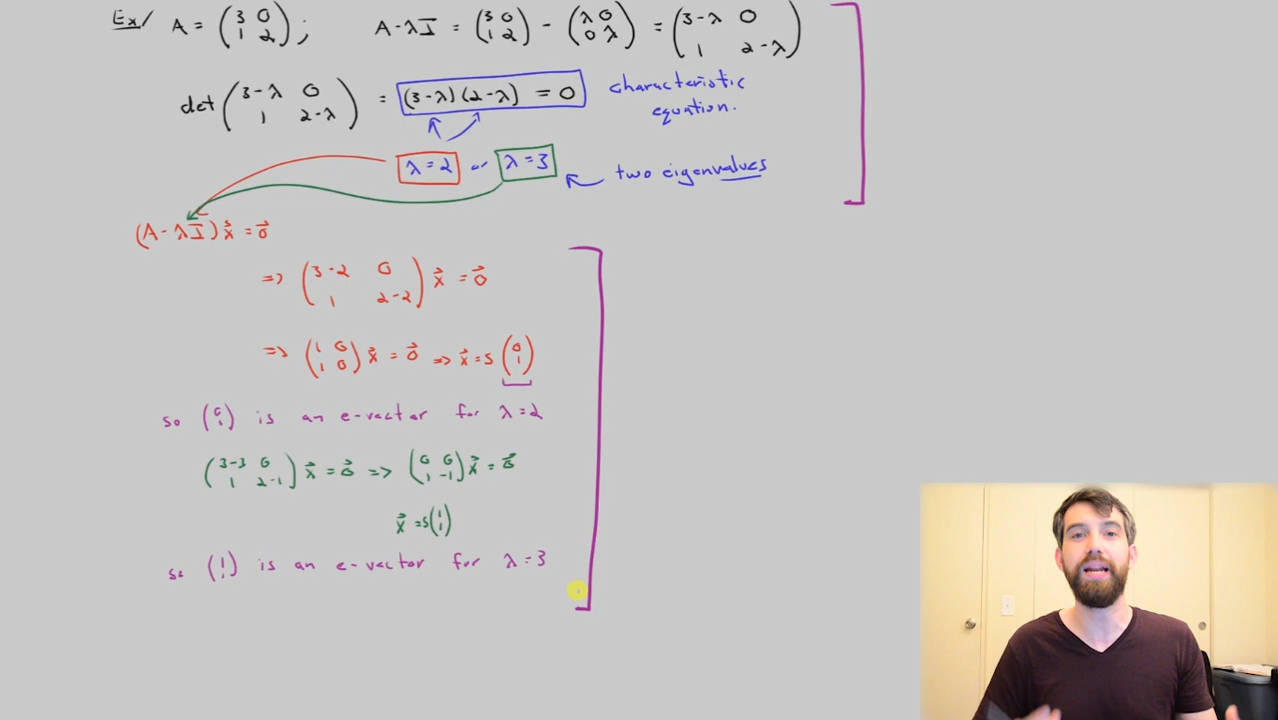 Ex/ A = (3 0 / 1 2); A-λI = (3 0 / 1 2) - (λ 0 / 0 λ) = (3-λ 0 / 1 2-λ)
det (3-λ 0 / 1 2-λ) = (3-λ)(2-λ) = 0 characteristic equation.
λ=2 or λ=3 two eigenvalues
(A-λI)x⃗ = 0⃗
=> (3-2 0 / 1 2-2) x⃗ = 0⃗
=> (1 0 / 1 0) x⃗ = 0⃗ => x⃗ = s (0 / 1)
so (0 / 1) is an e-vector for λ=2
(3-3 0 / 1 2-1) x⃗ = 0⃗ => (0 0 / 1 -1) x⃗ = 0⃗
x⃗ = s(1 / 1)
so (1 / 1) is an e-vector for λ=3